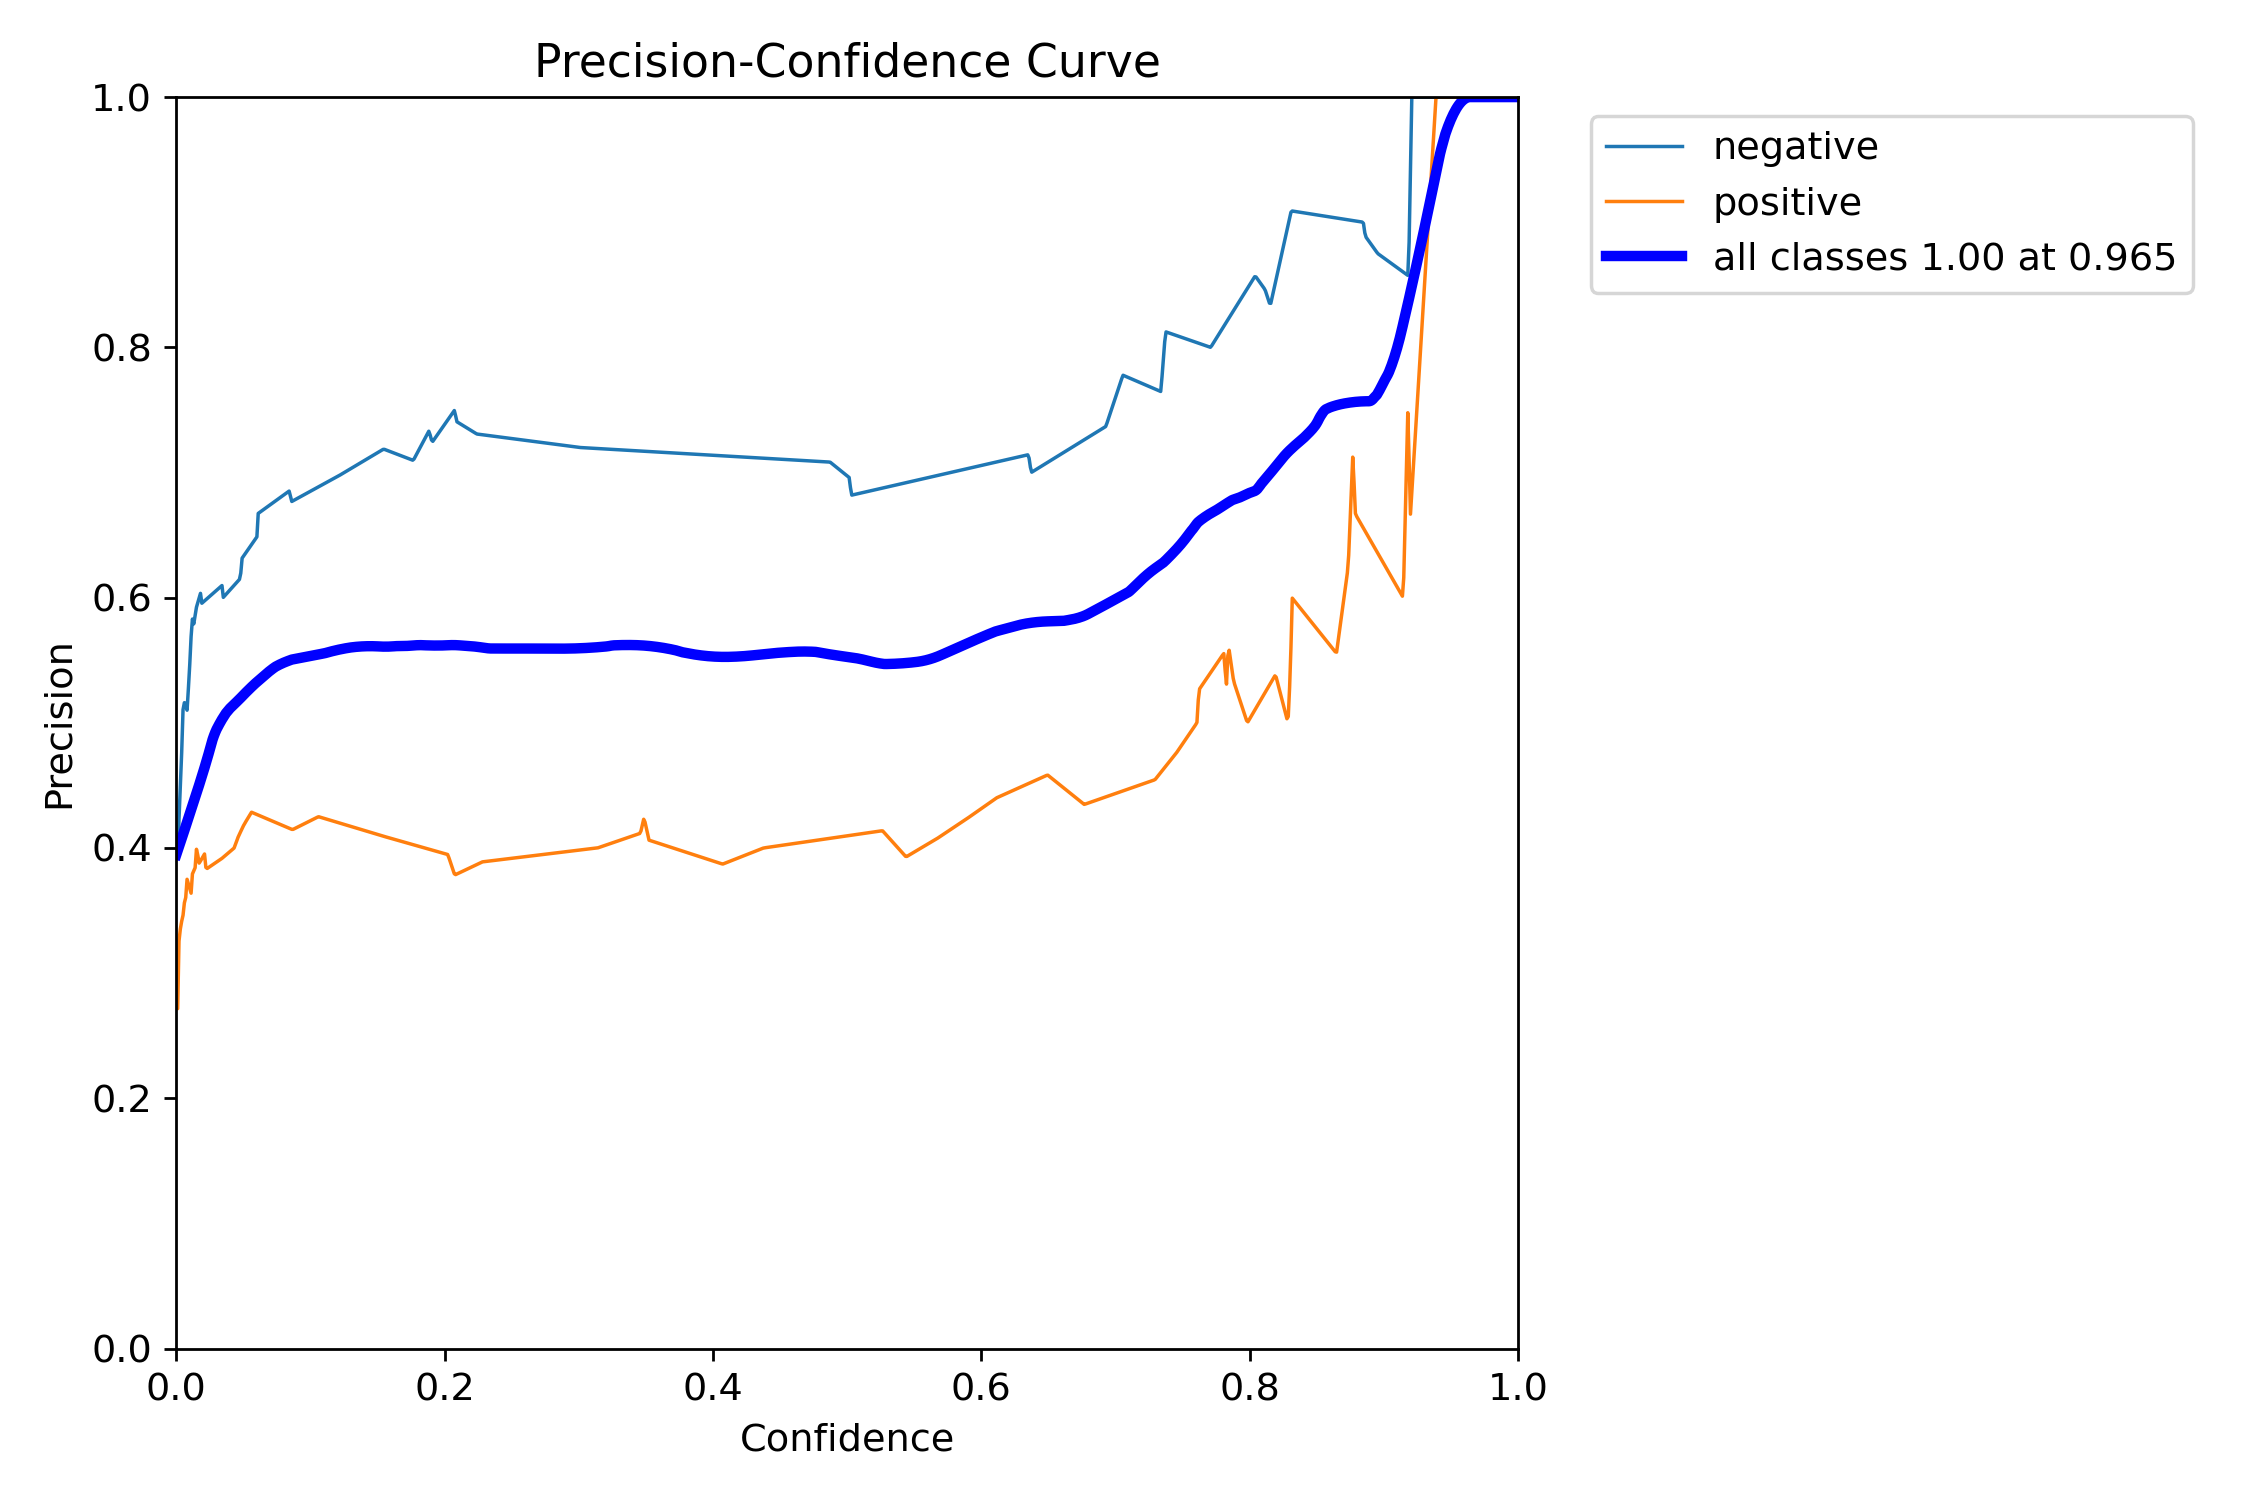 Precision-Confidence Curve
1.0
0.8
0.6
0.4
0.2
0.0
Precision
0.0 0.2 0.4 0.6 0.8 1.0
Confidence
negative
positive
all classes 1.00 at 0.965